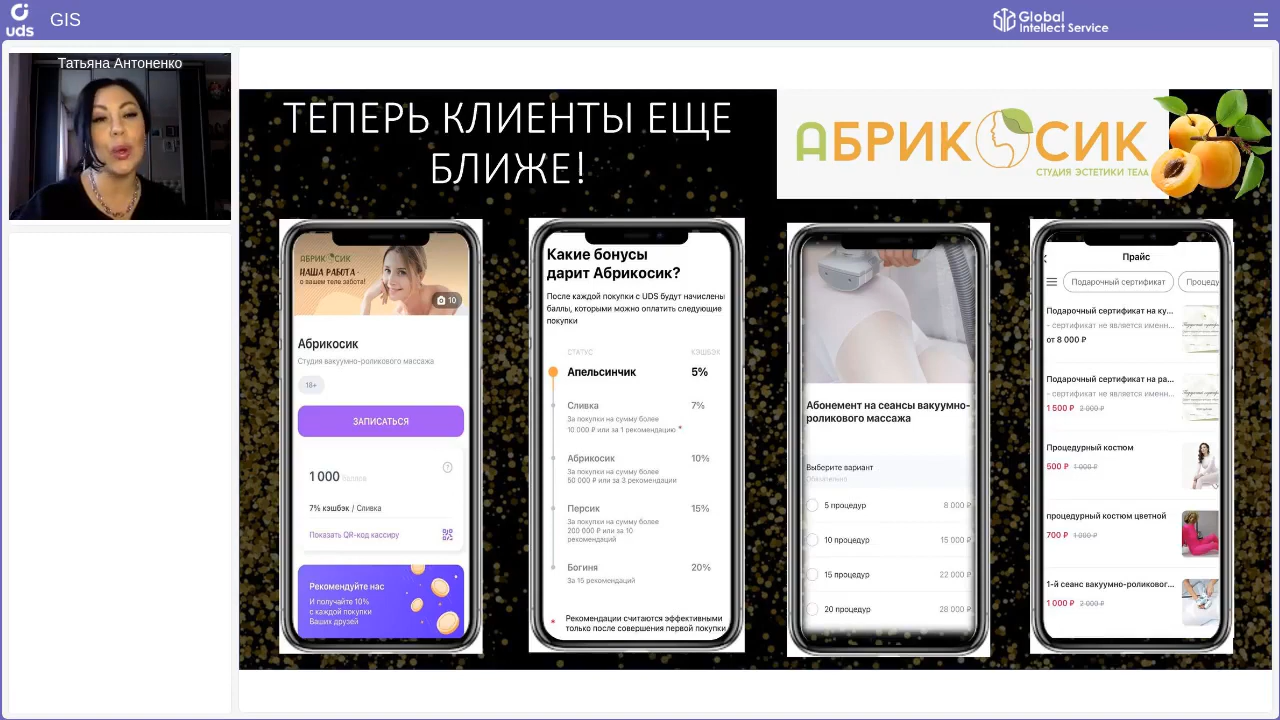 uds
GIS
Global
Intellect Service
Татьяна Антоненко
ТЕПЕРЬ КЛИЕНТЫ ЕЩЕ
БЛИЖЕ!
АБРИКОСИК
СТУДИЯ ЭСТЕТИКИ ТЕЛА
АБРИКОСИК
НАША РАБОТА -
о вашем теле забота!
10
Абрикосик
Студия вакуумно-роликового массажа
18+
ЗАПИСАТЬСЯ
1 000 баллов
?
7% кэшбэк / Сливка
Показать QR-код кассиру
Рекомендуйте нас
И получайте 10%
с каждой покупки
Ваших друзей
Какие бонусы
дарит Абрикосик?
После каждой покупки с UDS будут начислены
баллы, которыми можно оплатить следующие
покупки
СТАТУС КЭШБЭК
Апельсинчик 5%
Сливка 7%
За покупки на сумму более
10 000 ₽ или за 1 рекомендацию *
Абрикосик 10%
За покупки на сумму более
50 000 ₽ или за 3 рекомендации
Персик 15%
За покупки на сумму более
200 000 ₽ или за 10
рекомендаций
Богиня 20%
За 15 рекомендаций
* Рекомендации считаются эффективными
только после совершения первой покупки
Абонемент на сеансы вакуумно-
роликового массажа
Выберите вариант
Обязательно
5 процедур 8 000 ₽
10 процедур 15 000 ₽
15 процедур 22 000 ₽
20 процедур 28 000 ₽
Прайс
Подарочный сертификат Процеду
Подарочный сертификат на ку...
- сертификат не является именн...
от 8 000 ₽
Подарочный сертификат на ра...
- сертификат не является именн...
1 500 ₽ 2 000 ₽
Процедурный костюм
500 ₽ 1 000 ₽
процедурный костюм цветной
700 ₽ 1 000 ₽
1-й сеанс вакуумно-роликовог...
1 000 ₽ 2 000 ₽